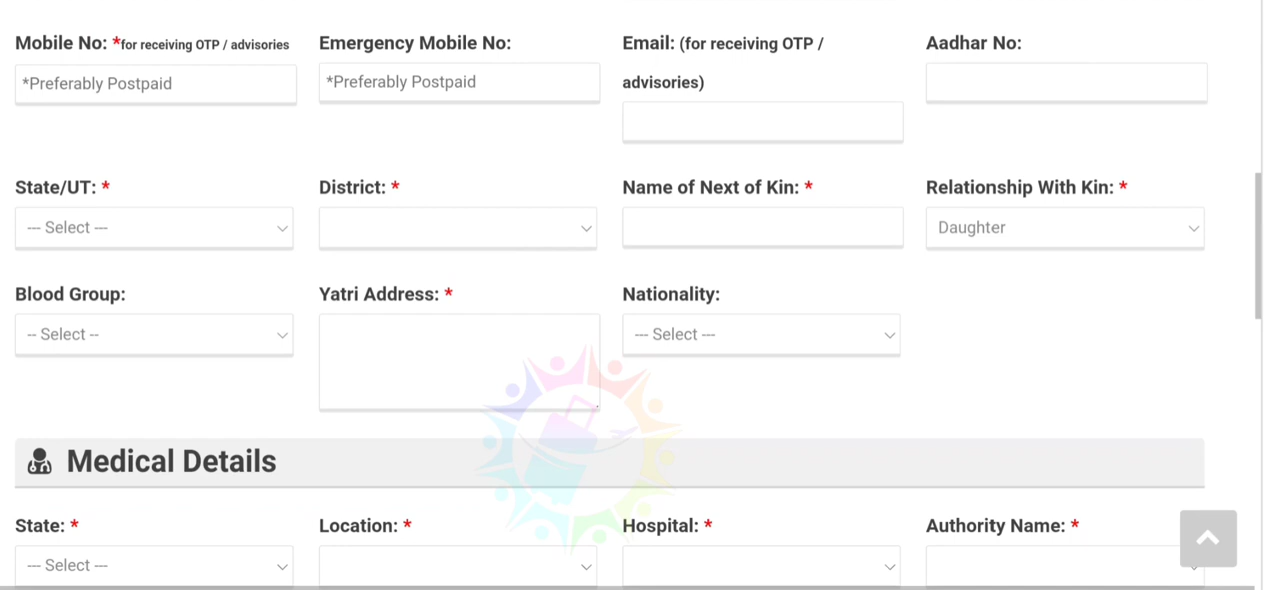 Mobile No: *for receiving OTP / advisories
Emergency Mobile No:
Email: (for receiving OTP /
advisories)
Aadhar No:
*Preferably Postpaid
*Preferably Postpaid
State/UT: *
District: *
Name of Next of Kin: *
Relationship With Kin: *
--- Select ---
Daughter
Blood Group:
Yatri Address: *
Nationality:
-- Select --
--- Select ---
Medical Details
State: *
Location: *
Hospital: *
Authority Name: *
--- Select ---